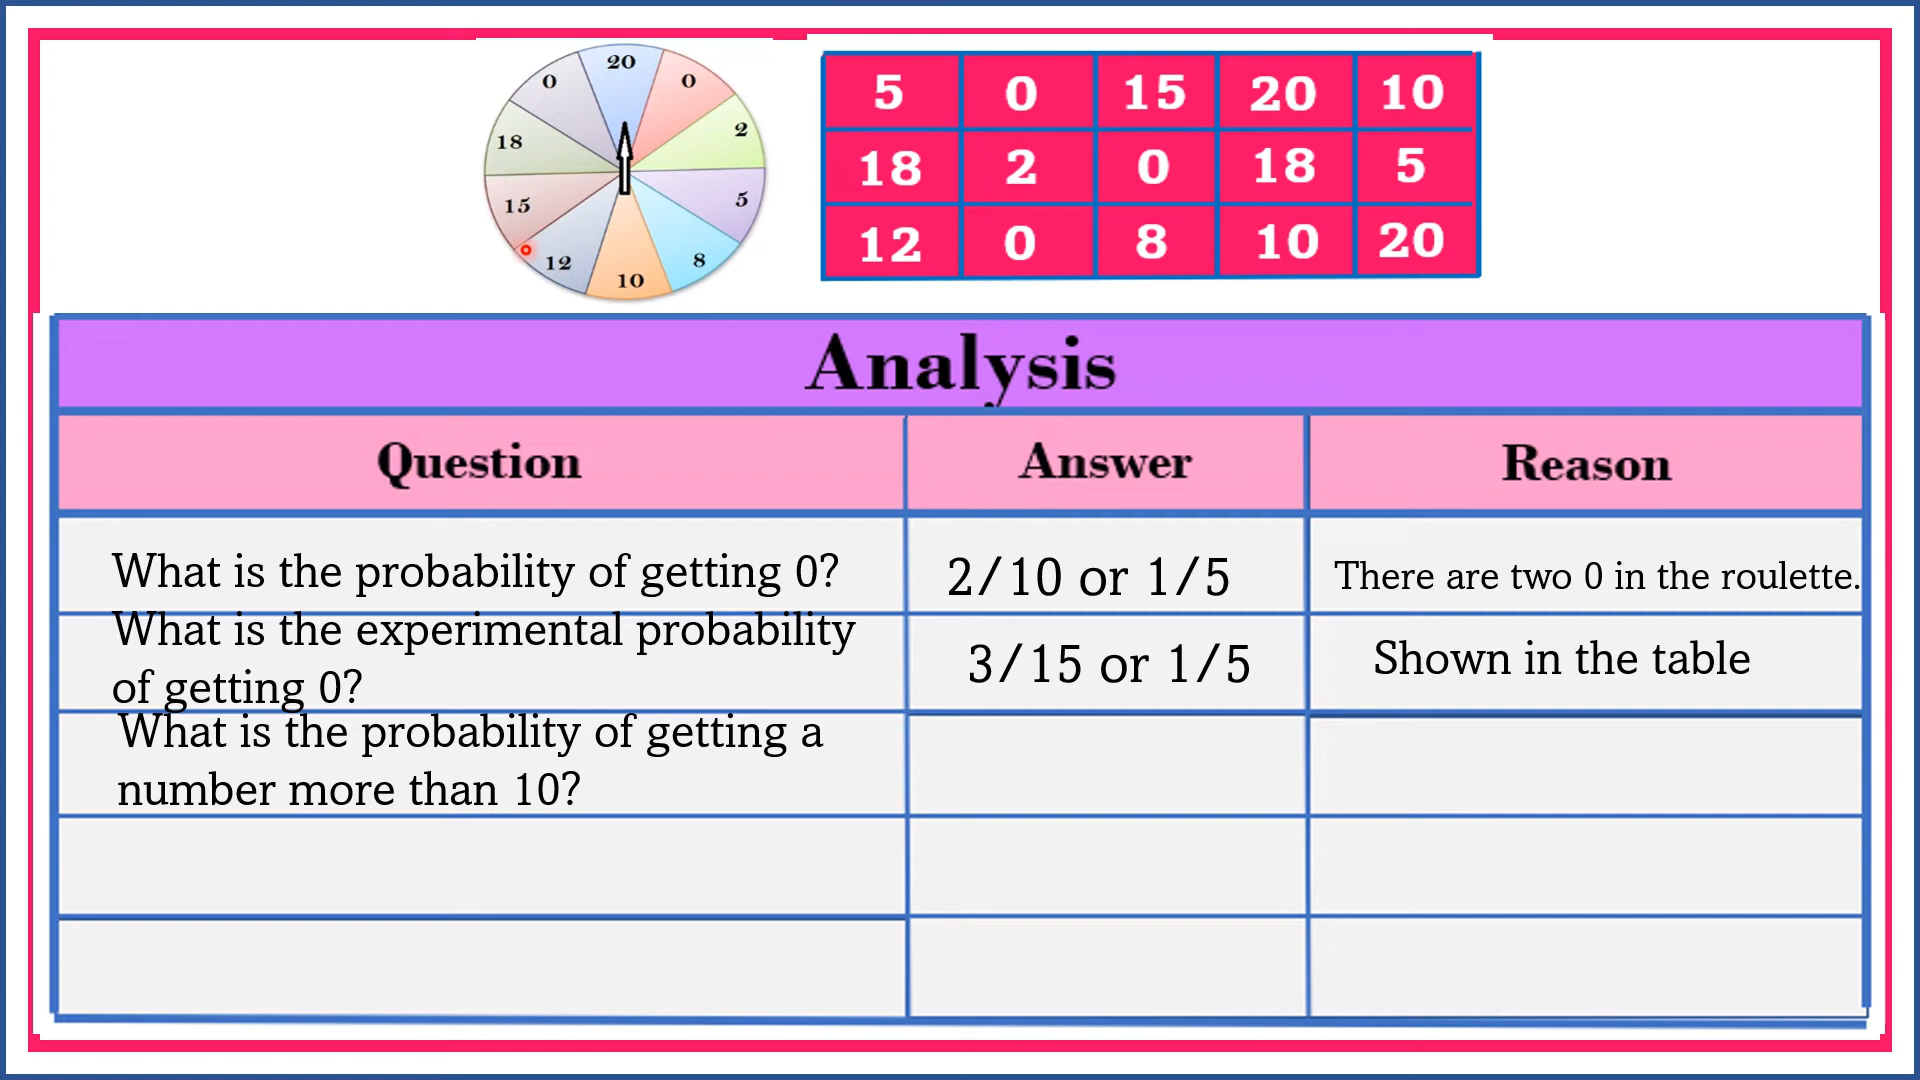 20
0
0
2
18
5
15
8
12
10
5 0 15 20 10
18 2 0 18 5
12 0 8 10 20
Analysis
Question Answer Reason
What is the probability of getting 0? 2/10 or 1/5 There are two 0 in the roulette.
What is the experimental probability
of getting 0?
3/15 or 1/5 Shown in the table
What is the probability of getting a
number more than 10?